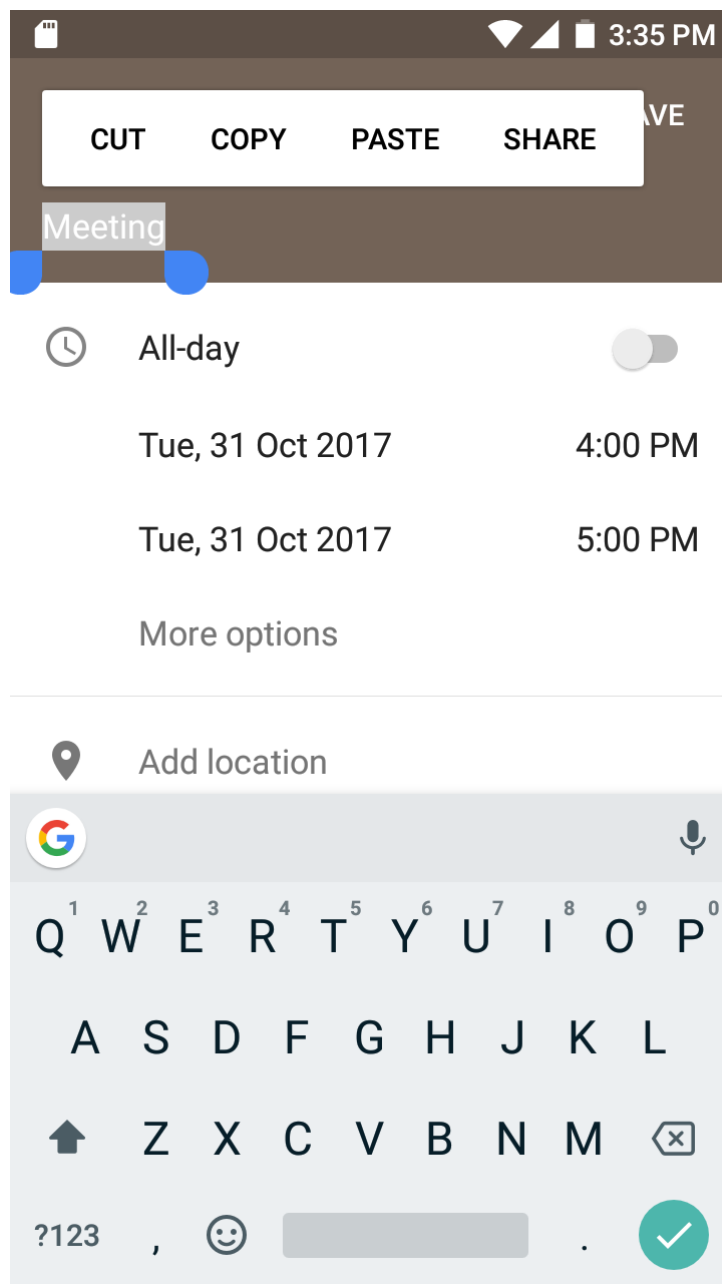 3:35 PM
AVE
CUT COPY PASTE SHARE
Meeting
All-day
Tue, 31 Oct 2017 4:00 PM
Tue, 31 Oct 2017 5:00 PM
More options
Add location
G
1 2 3 4 5 6 7 8 9 0
Q W E R T Y U I O P
A S D F G H J K L
Z X C V B N M
?123 , .